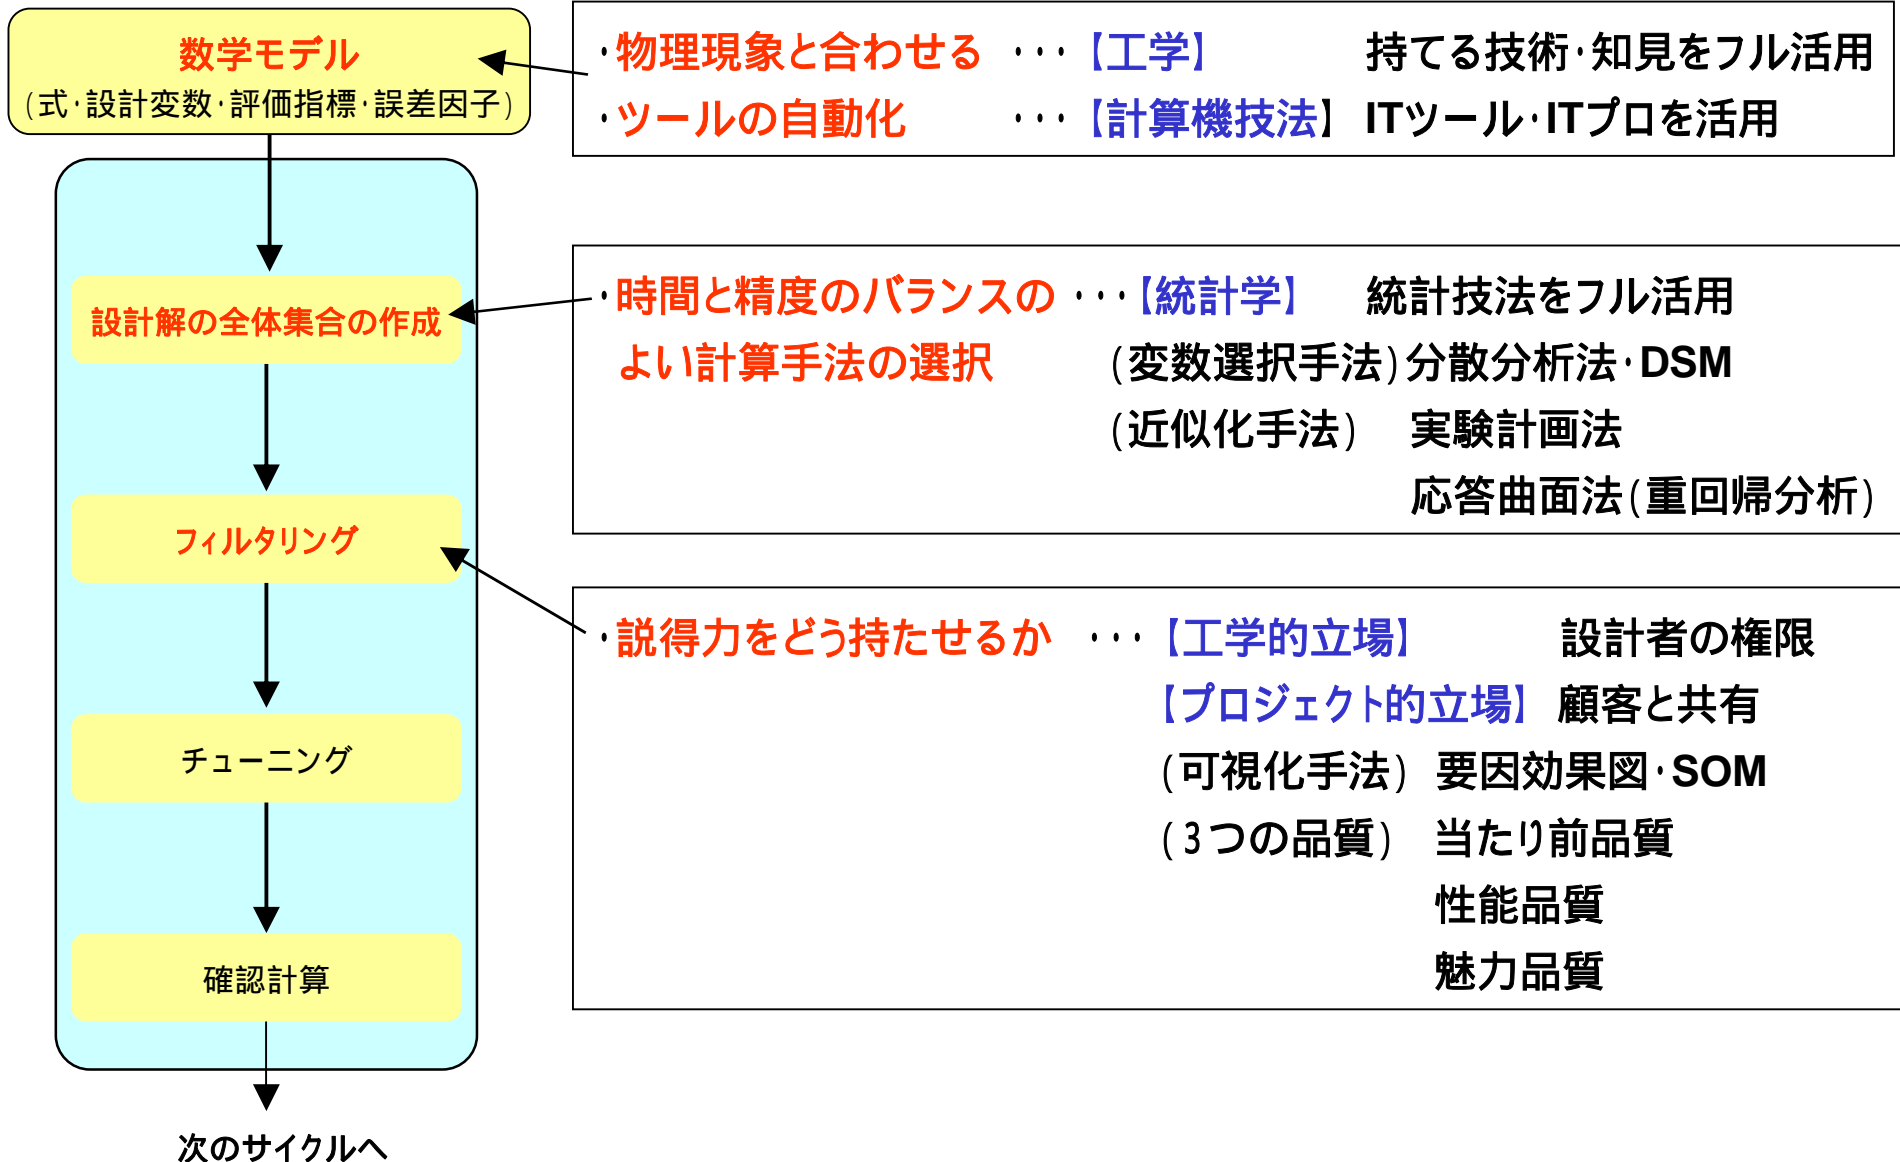 数学モデル
(式・設計変数・評価指標・誤差因子)
・物理現象と合わせる ・・・【工学】 持てる技術・知見をフル活用
・ツールの自動化 ・・・【計算機技法】 ITツール・ITプロを活用
設計解の全体集合の作成
・時間と精度のバランスの ・・・【統計学】 統計技法をフル活用
よい計算手法の選択 (変数選択手法)分散分析法・DSM
(近似化手法) 実験計画法
応答曲面法(重回帰分析)
フィルタリング
・説得力をどう持たせるか ・・・【工学的立場】 設計者の権限
【プロジェクト的立場】 顧客と共有
(可視化手法) 要因効果図・SOM
(3つの品質) 当たり前品質
性能品質
魅力品質
チューニング
確認計算
次のサイクルへ